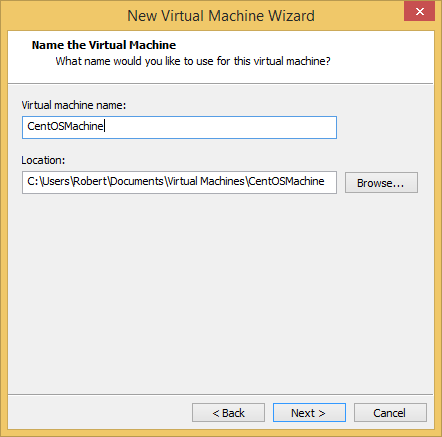 New Virtual Machine Wizard
Name the Virtual Machine
What name would you like to use for this virtual machine?
Virtual machine name:
CentOSMachine
Location:
C:\Users\Robert\Documents\Virtual Machines\CentOSMachine
Browse...
< Back
Next >
Cancel